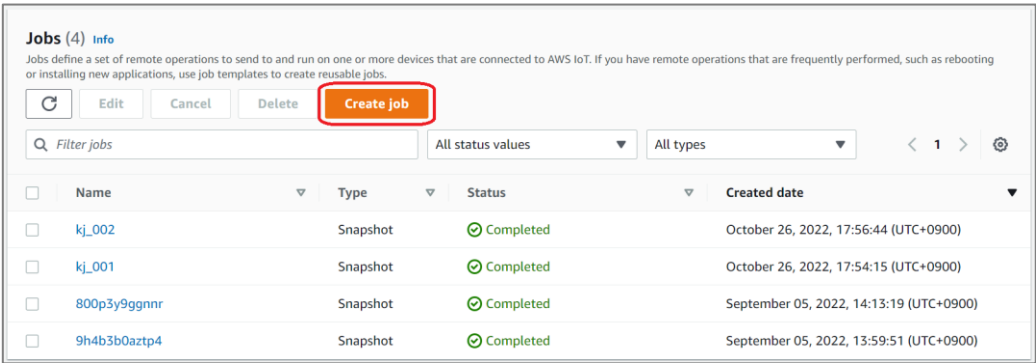 Jobs (4) Info
Jobs define a set of remote operations to send to and run on one or more devices that are connected to AWS IoT. If you have remote operations that are frequently performed, such as rebooting
or installing new applications, use job templates to create reusable jobs.
Edit Cancel Delete Create job
Filter jobs All status values All types 1
Name Type Status Created date
kj_002 Snapshot Completed October 26, 2022, 17:56:44 (UTC+0900)
kj_001 Snapshot Completed October 26, 2022, 17:54:15 (UTC+0900)
800p3y9ggnnr Snapshot Completed September 05, 2022, 14:13:19 (UTC+0900)
9h4b3b0aztp4 Snapshot Completed September 05, 2022, 13:59:51 (UTC+0900)